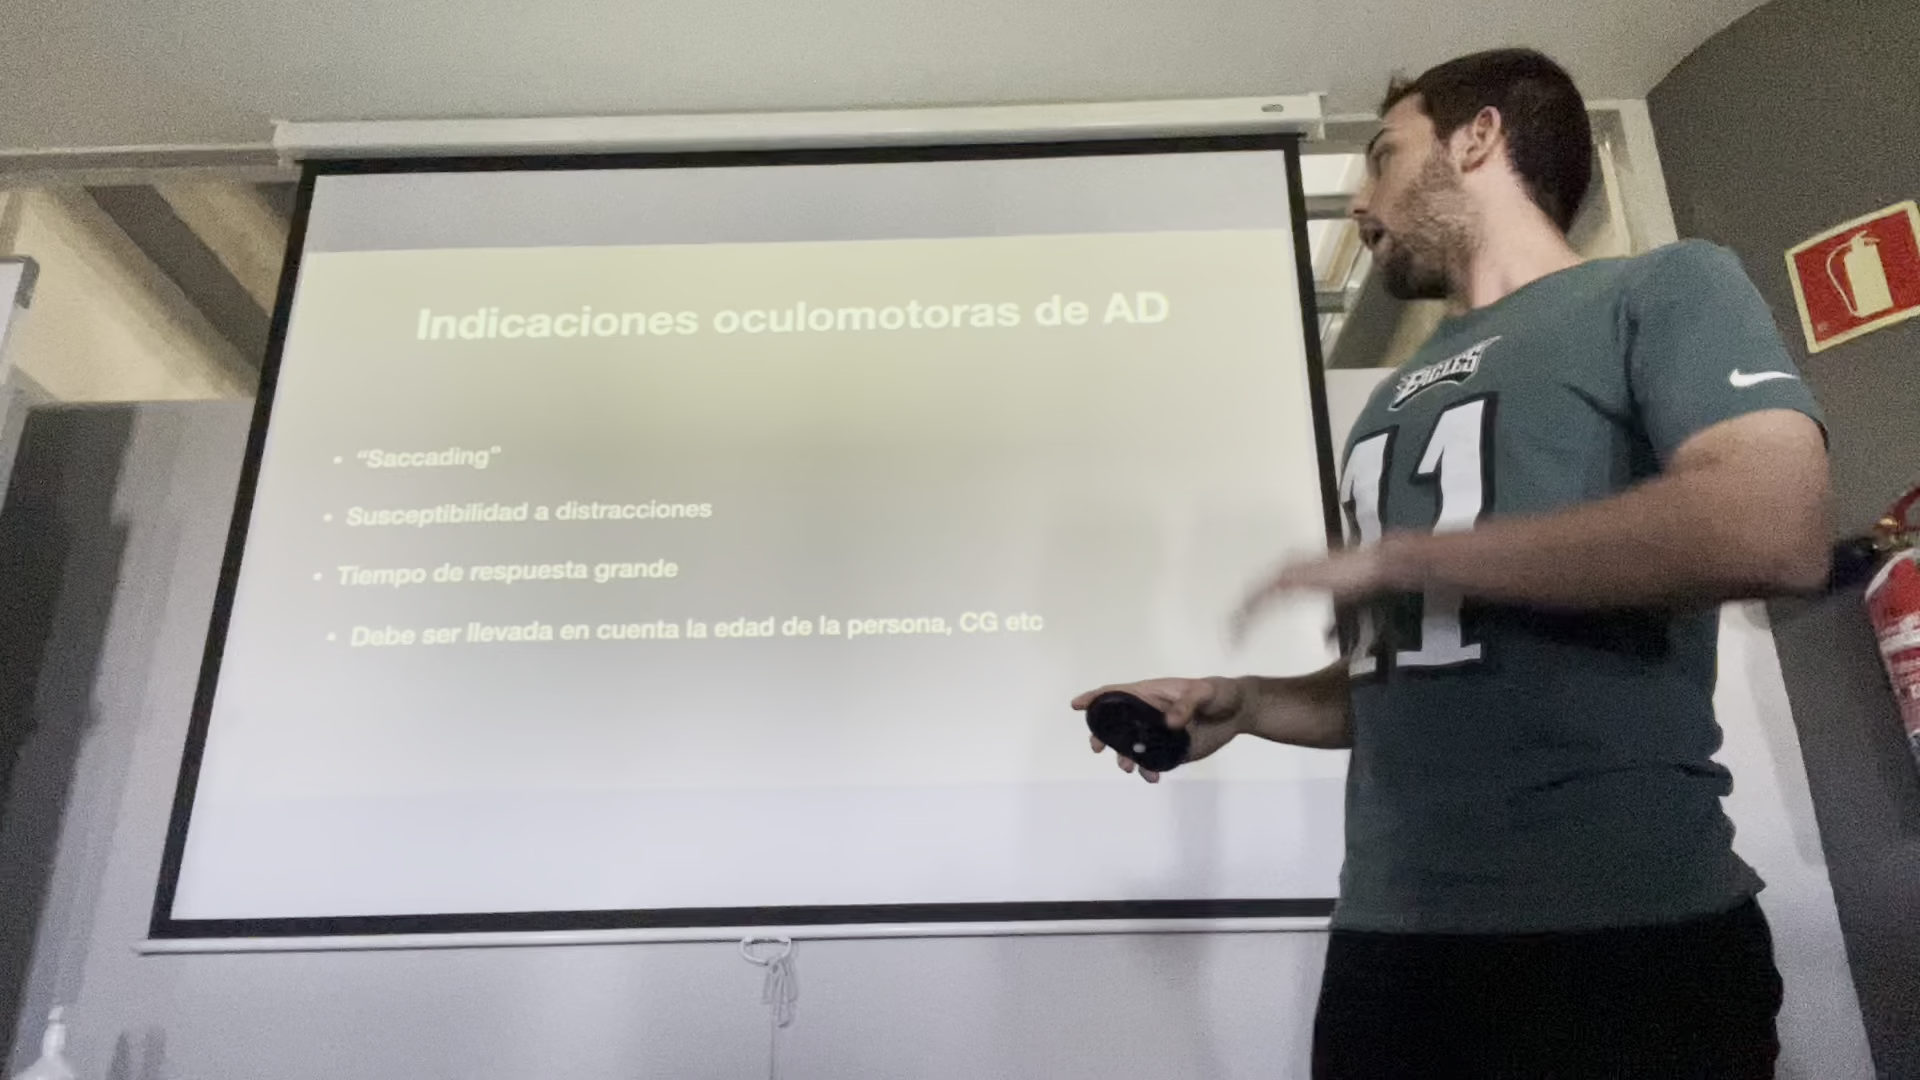 Indicaciones oculomotoras de AD
• “Saccading”
• Susceptibilidad a distracciones
• Tiempo de respuesta grande
• Debe ser llevada en cuenta la edad de la persona, CG etc
EAGLES
11